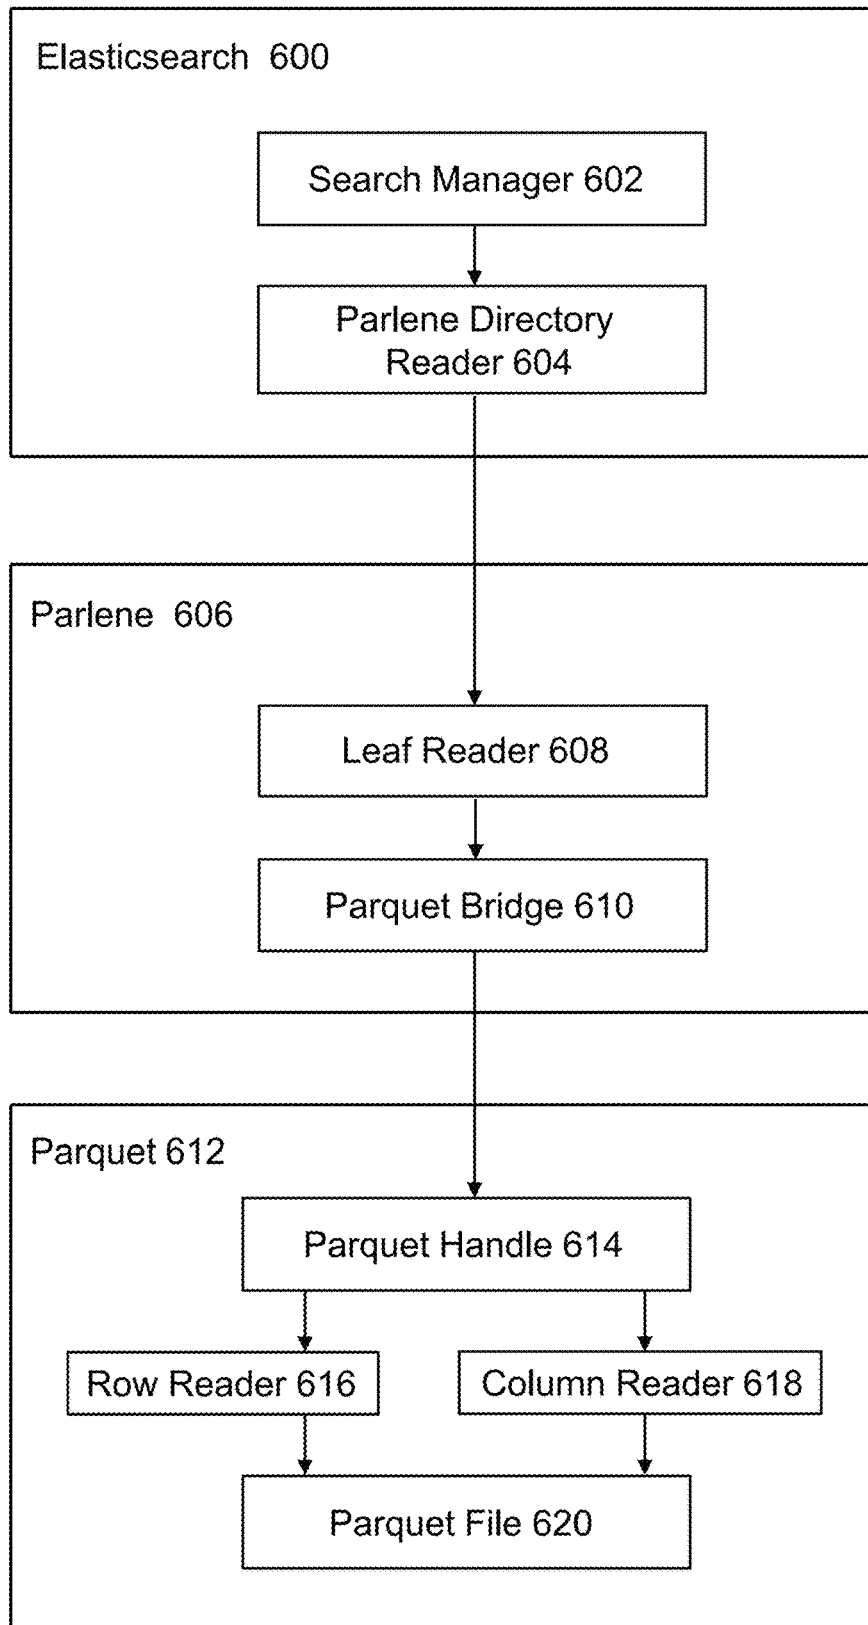 Elasticsearch 600
Search Manager 602
Parlene Directory
Reader 604
Parlene 606
Leaf Reader 608
Parquet Bridge 610
Parquet 612
Parquet Handle 614
Row Reader 616
Column Reader 618
Parquet File 620